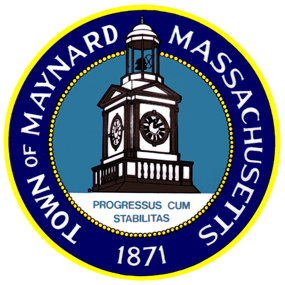 TOWN OF MAYNARD MASSACHUSETTS
PROGRESSUS CUM
STABILITAS
1871